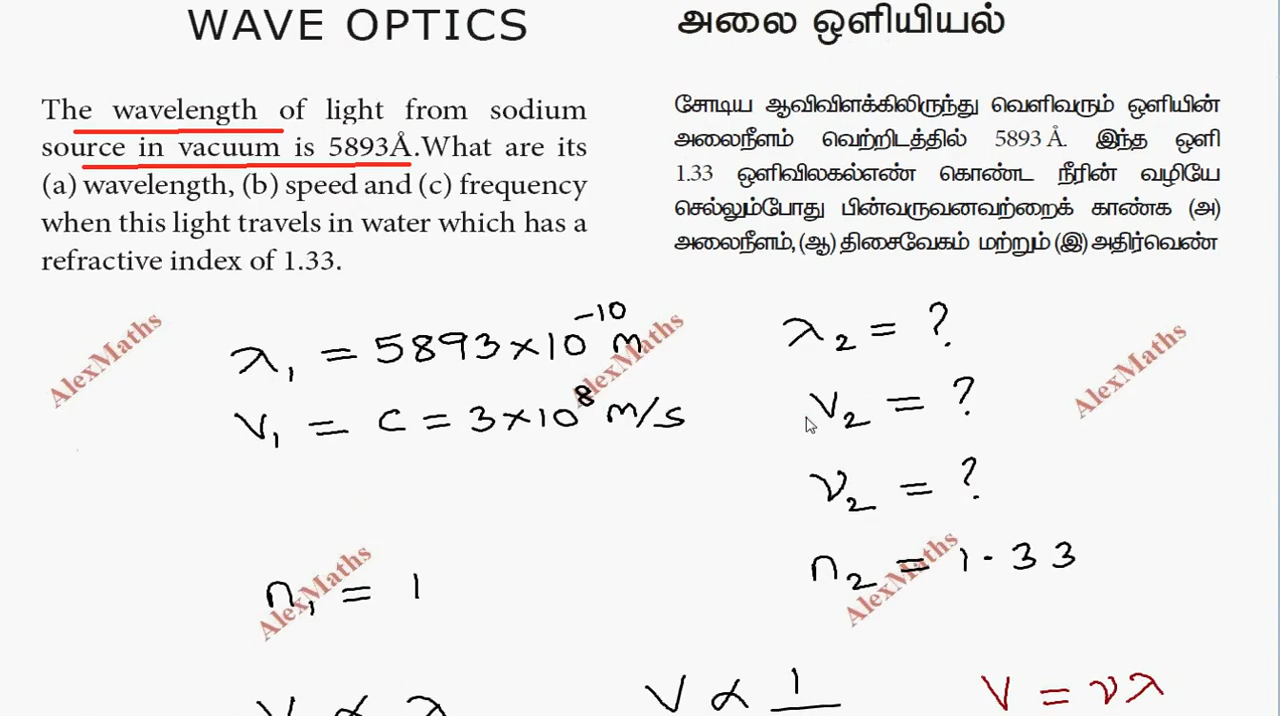 WAVE OPTICS
அலை ஒளியியல்
The wavelength of light from sodium
source in vacuum is 5893Å.What are its
(a) wavelength, (b) speed and (c) frequency
when this light travels in water which has a
refractive index of 1.33.
சோடிய ஆவிவிளக்கிலிருந்து வெளிவரும் ஒளியின்
அலைநீளம் வெற்றிடத்தில் 5893 Å. இந்த ஒளி
1.33 ஒளிவிலகல்எண் கொண்ட நீரின் வழியே
செல்லும்போது பின்வருவனவற்றைக் காண்க (அ)
அலைநீளம், (ஆ) திசைவேகம் மற்றும் (இ) அதிர்வெண்
λ₁ = 5893×10⁻¹⁰ m
λ₂ = ?
V₁ = c = 3×10⁸ m/s
V₂ = ?
ν₂ = ?
n₁ = 1
n₂ = 1.33
V ∝ λ
V ∝ 1
V = νλ
AlexMaths
AlexMaths
AlexMaths
AlexMaths
AlexMaths